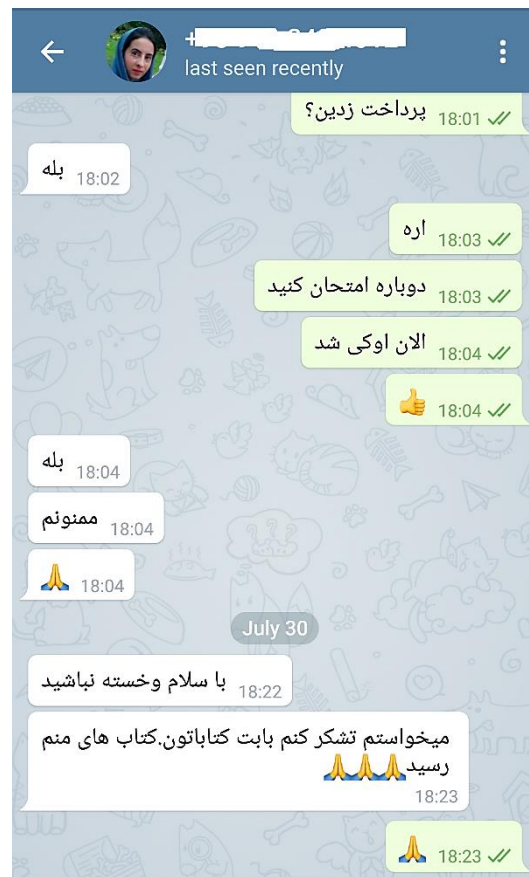 last seen recently
پرداخت زدین؟ 18:01
بله 18:02
اره 18:03
دوباره امتحان کنید 18:03
الان اوکی شد 18:04
👍 18:04
بله 18:04
ممنونم 18:04
🙏 18:04
July 30
با سلام وخسته نباشید 18:22
میخواستم تشکر کنم بابت کتاباتون.کتاب های منم
رسید🙏🙏🙏
18:23
🙏 18:23